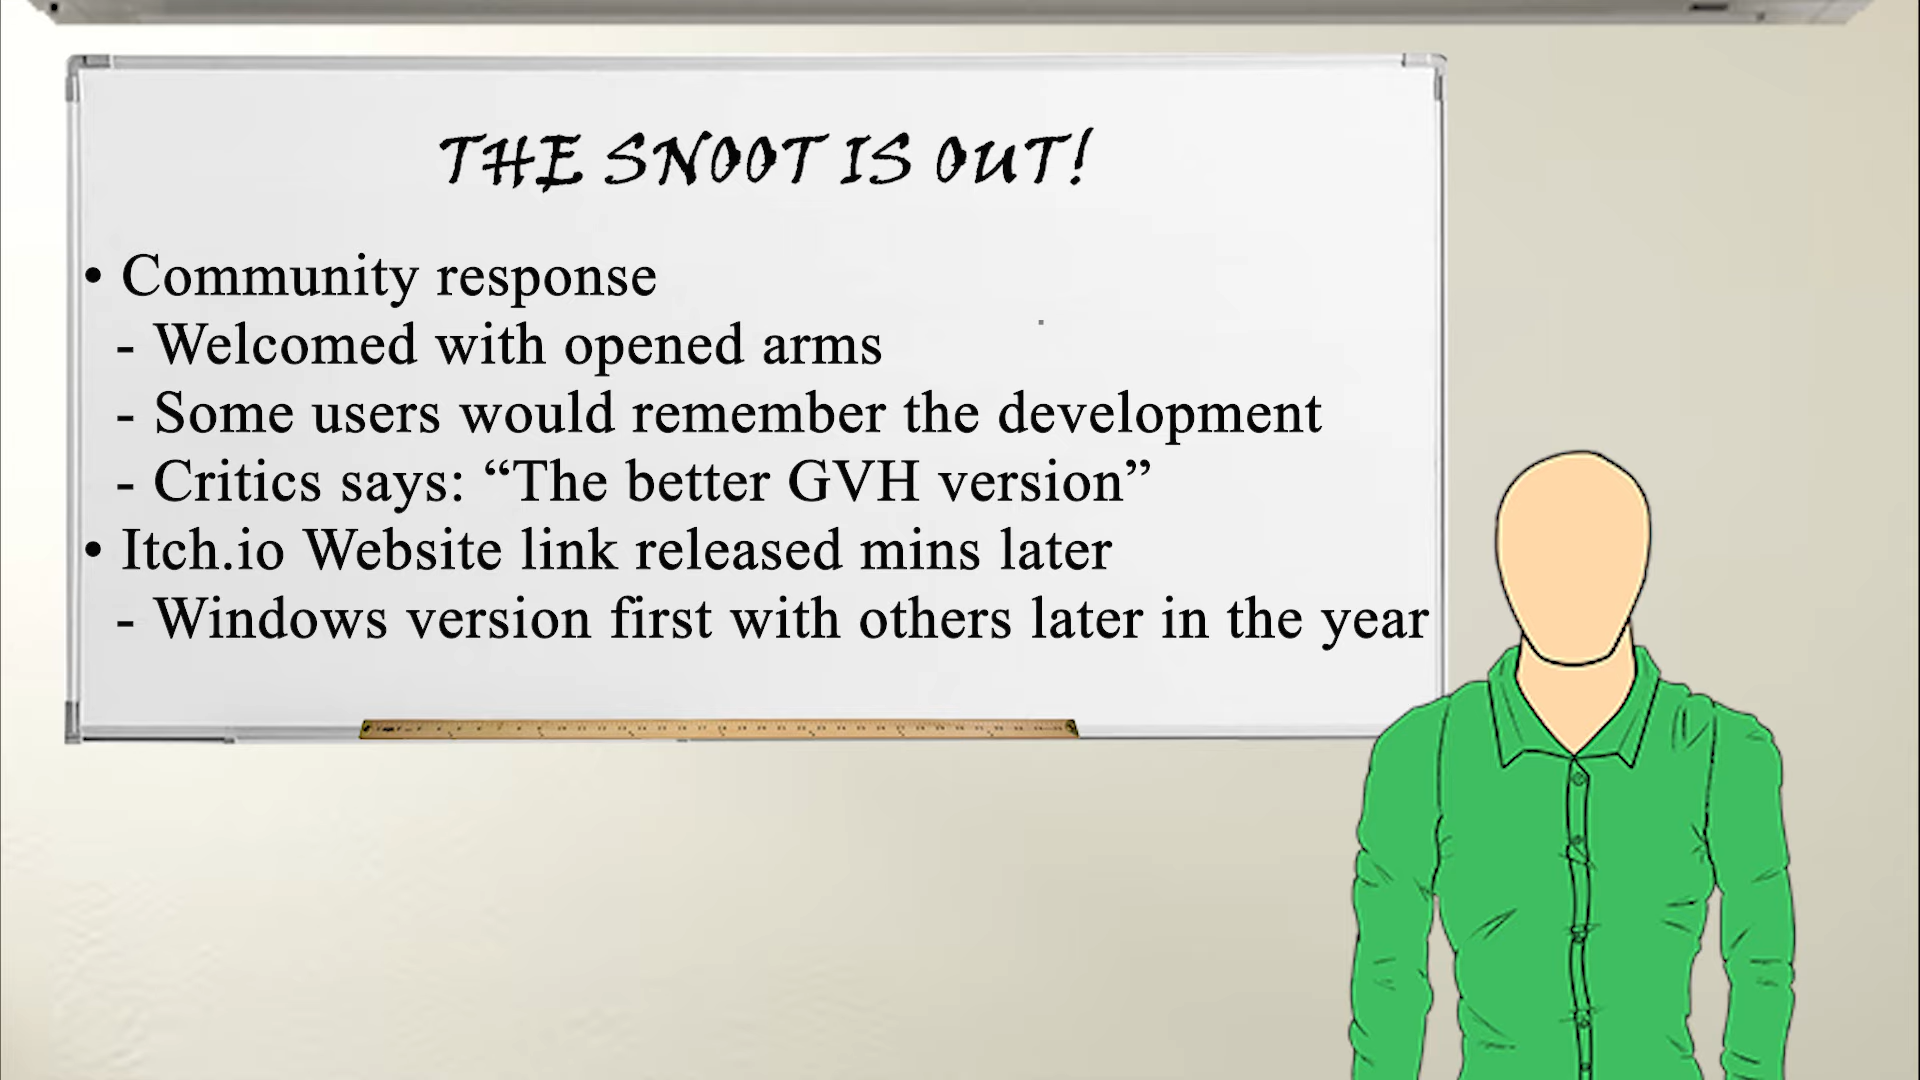 THE SNOOT IS OUT!
• Community response
- Welcomed with opened arms
- Some users would remember the development
- Critics says: “The better GVH version”
• Itch.io Website link released mins later
- Windows version first with others later in the year